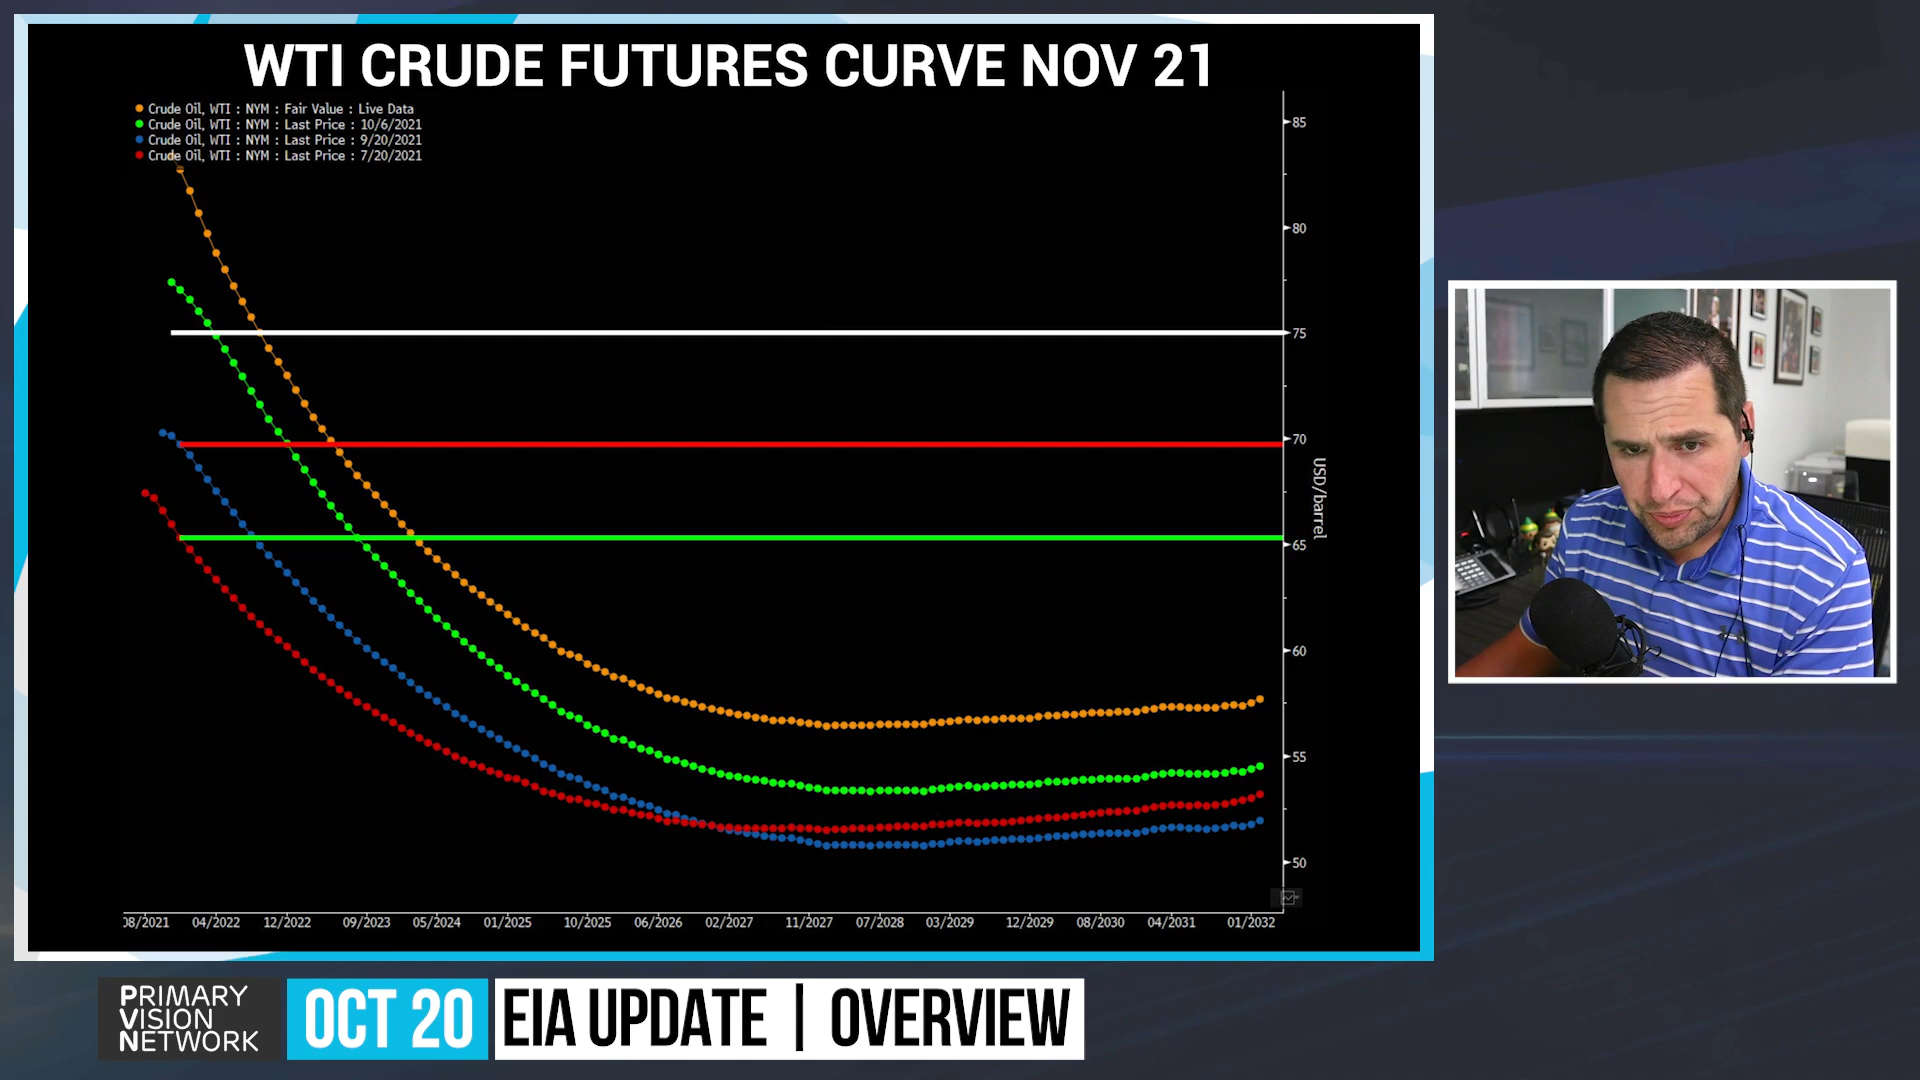 WTI CRUDE FUTURES CURVE NOV 21
Crude Oil, WTI : NYM : Fair Value : Live Data
Crude Oil, WTI : NYM : Last Price : 10/6/2021
Crude Oil, WTI : NYM : Last Price : 9/20/2021
Crude Oil, WTI : NYM : Last Price : 7/20/2021
85
80
75
70
65
60
55
50
USD/barrel
08/2021 04/2022 12/2022 09/2023 05/2024 01/2025 10/2025 06/2026 02/2027 11/2027 07/2028 03/2029 12/2029 08/2030 04/2031 01/2032
PRIMARY
VISION
NETWORK
OCT 20
EIA UPDATE | OVERVIEW